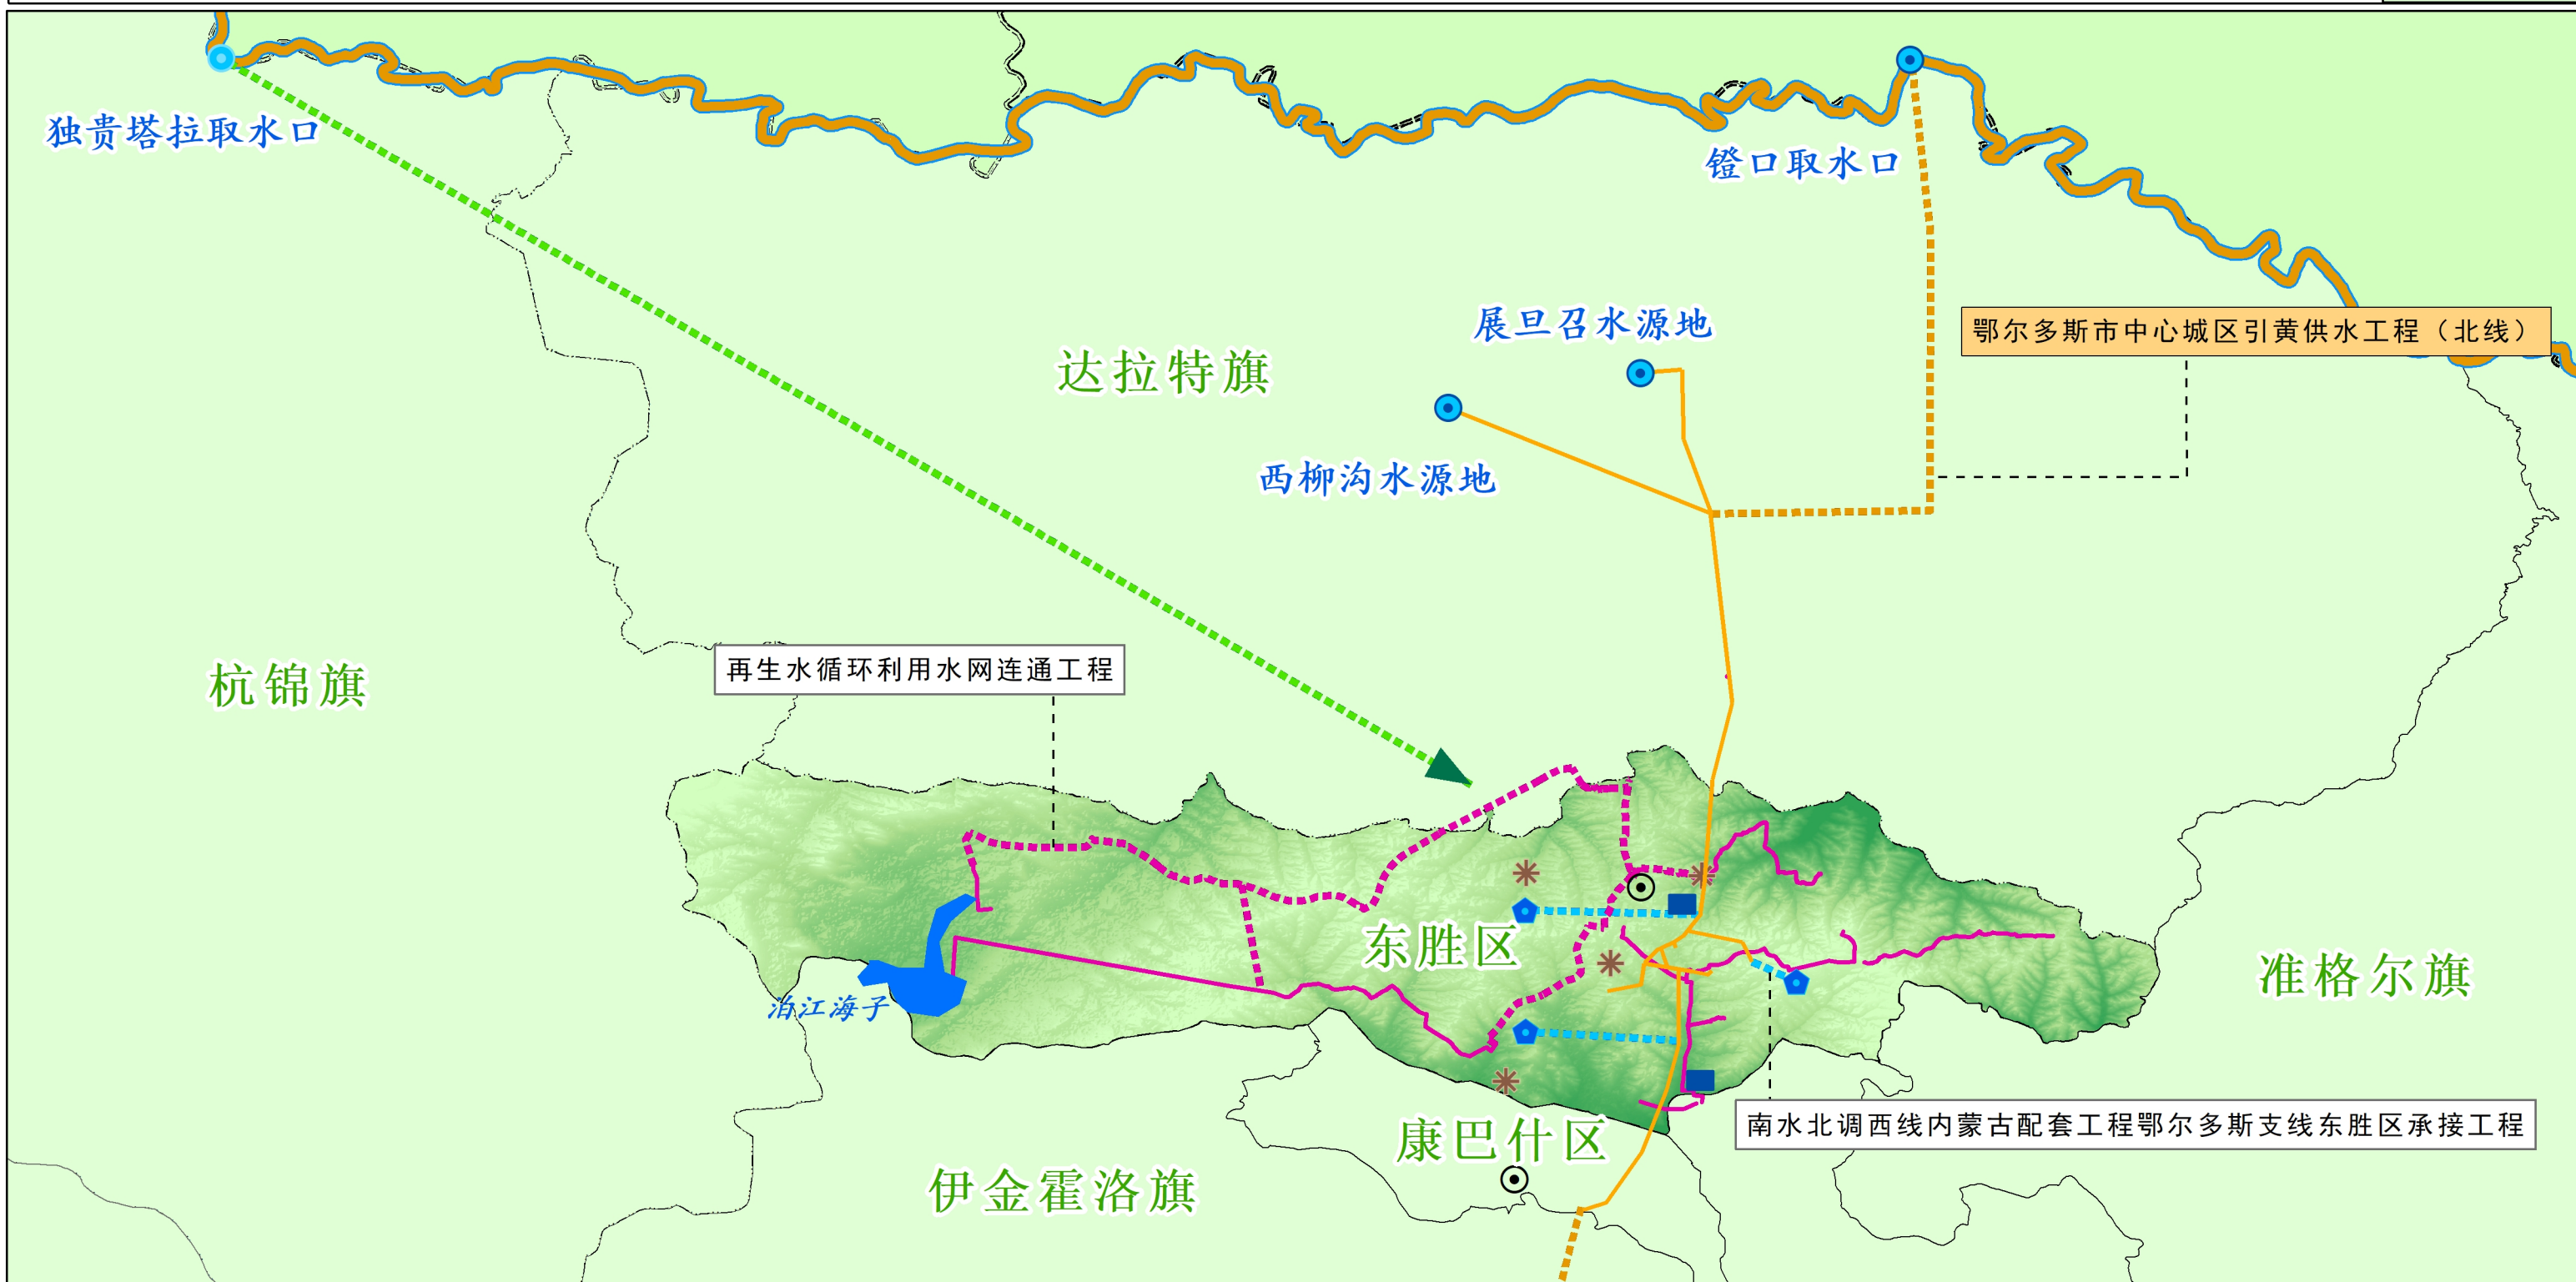 独贵塔拉取水口
镫口取水口
展旦召水源地
鄂尔多斯市中心城区引黄供水工程（北线）
达拉特旗
西柳沟水源地
杭锦旗
再生水循环利用水网连通工程
东胜区
准格尔旗
泊江海子
南水北调西线内蒙古配套工程鄂尔多斯支线东胜区承接工程
康巴什区
伊金霍洛旗